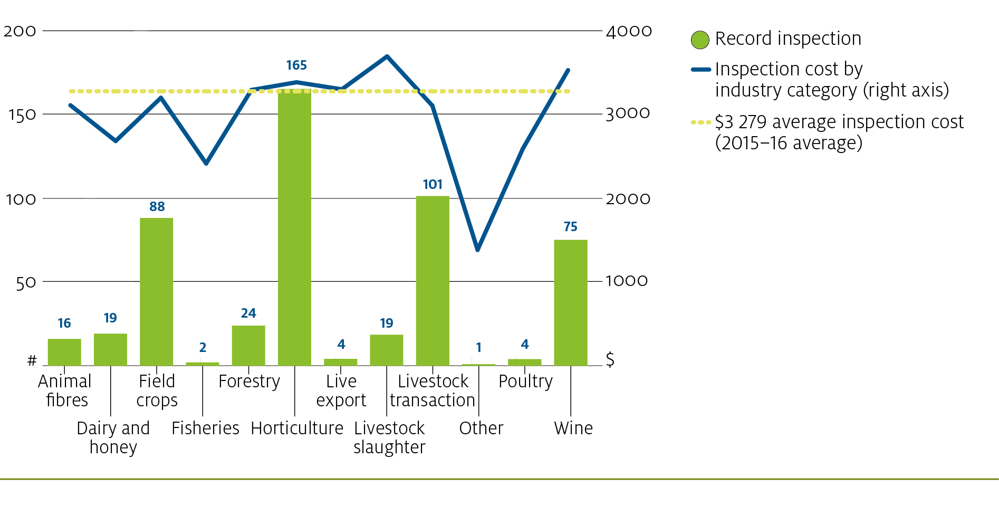 200
150
100
50
#
4000
3000
2000
1000
$
16
19
88
2
24
165
4
19
101
1
4
75
Animal
fibres
Dairy and
honey
Field
crops
Fisheries
Forestry
Horticulture
Live
export
Livestock
slaughter
Livestock
transaction
Other
Poultry
Wine
Record inspection
Inspection cost by
industry category (right axis)
$3 279 average inspection cost
(2015–16 average)